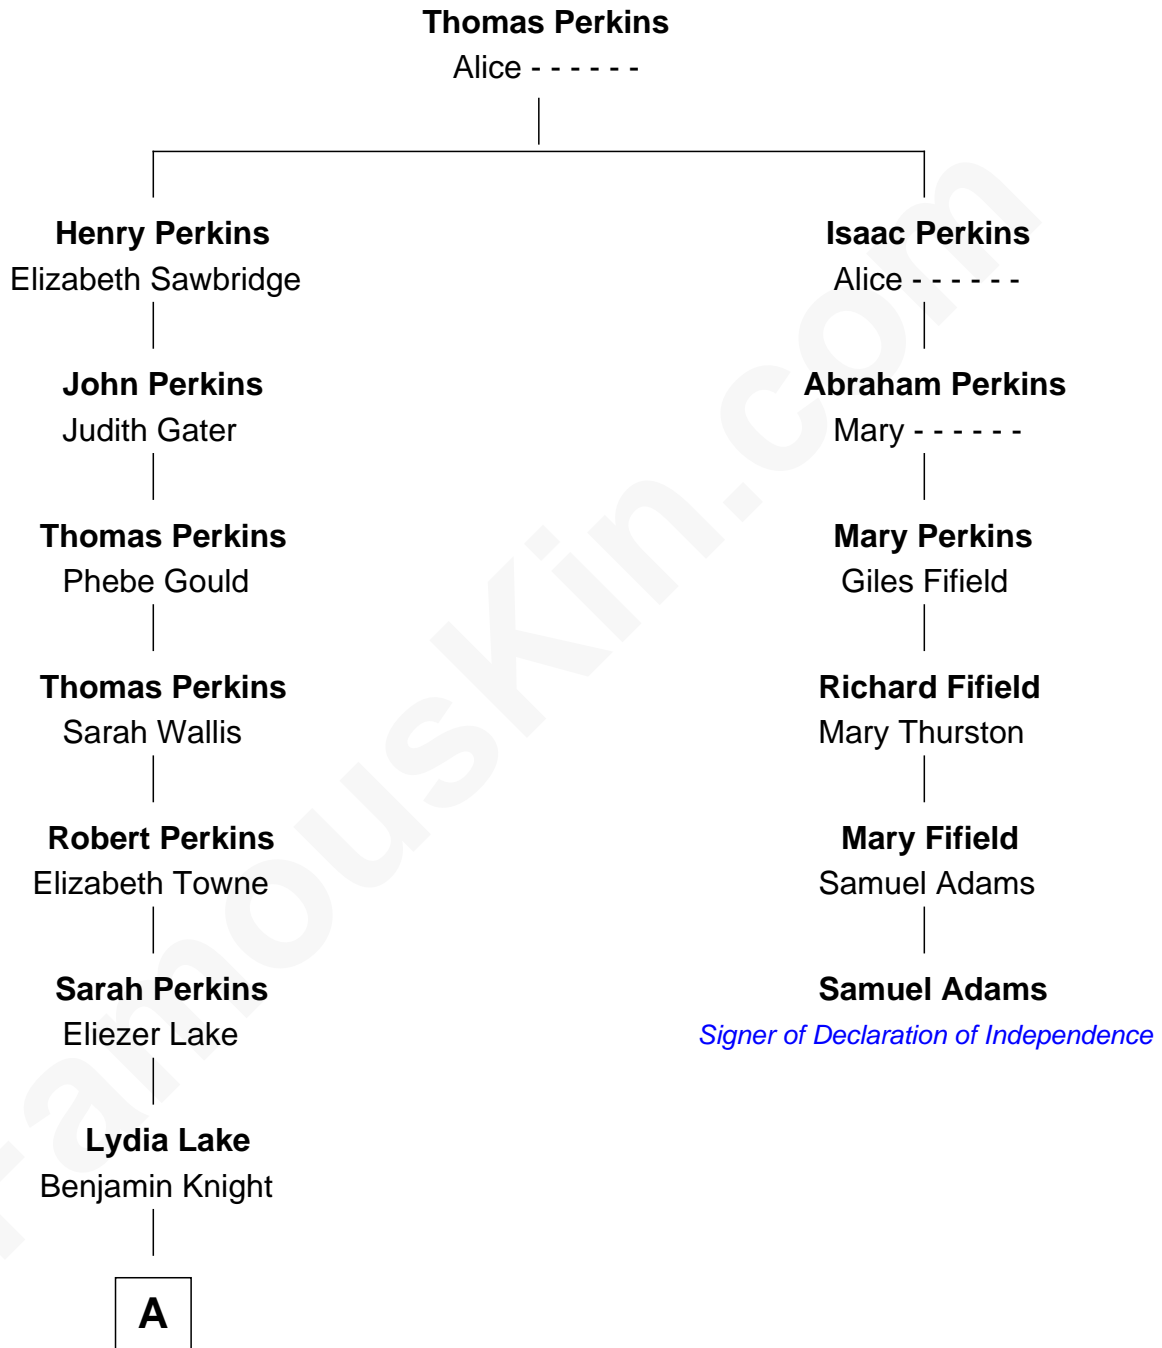 Thomas Perkins
Alice - - - - - -
Henry Perkins
Elizabeth Sawbridge
Isaac Perkins
Alice - - - - - -
John Perkins
Judith Gater
Abraham Perkins
Mary - - - - - -
Thomas Perkins
Phebe Gould
Mary Perkins
Giles Fifield
Thomas Perkins
Sarah Wallis
Richard Fifield
Mary Thurston
Robert Perkins
Elizabeth Towne
Mary Fifield
Samuel Adams
Sarah Perkins
Eliezer Lake
Samuel Adams
Signer of Declaration of Independence
Lydia Lake
Benjamin Knight
A
FamousKin.com